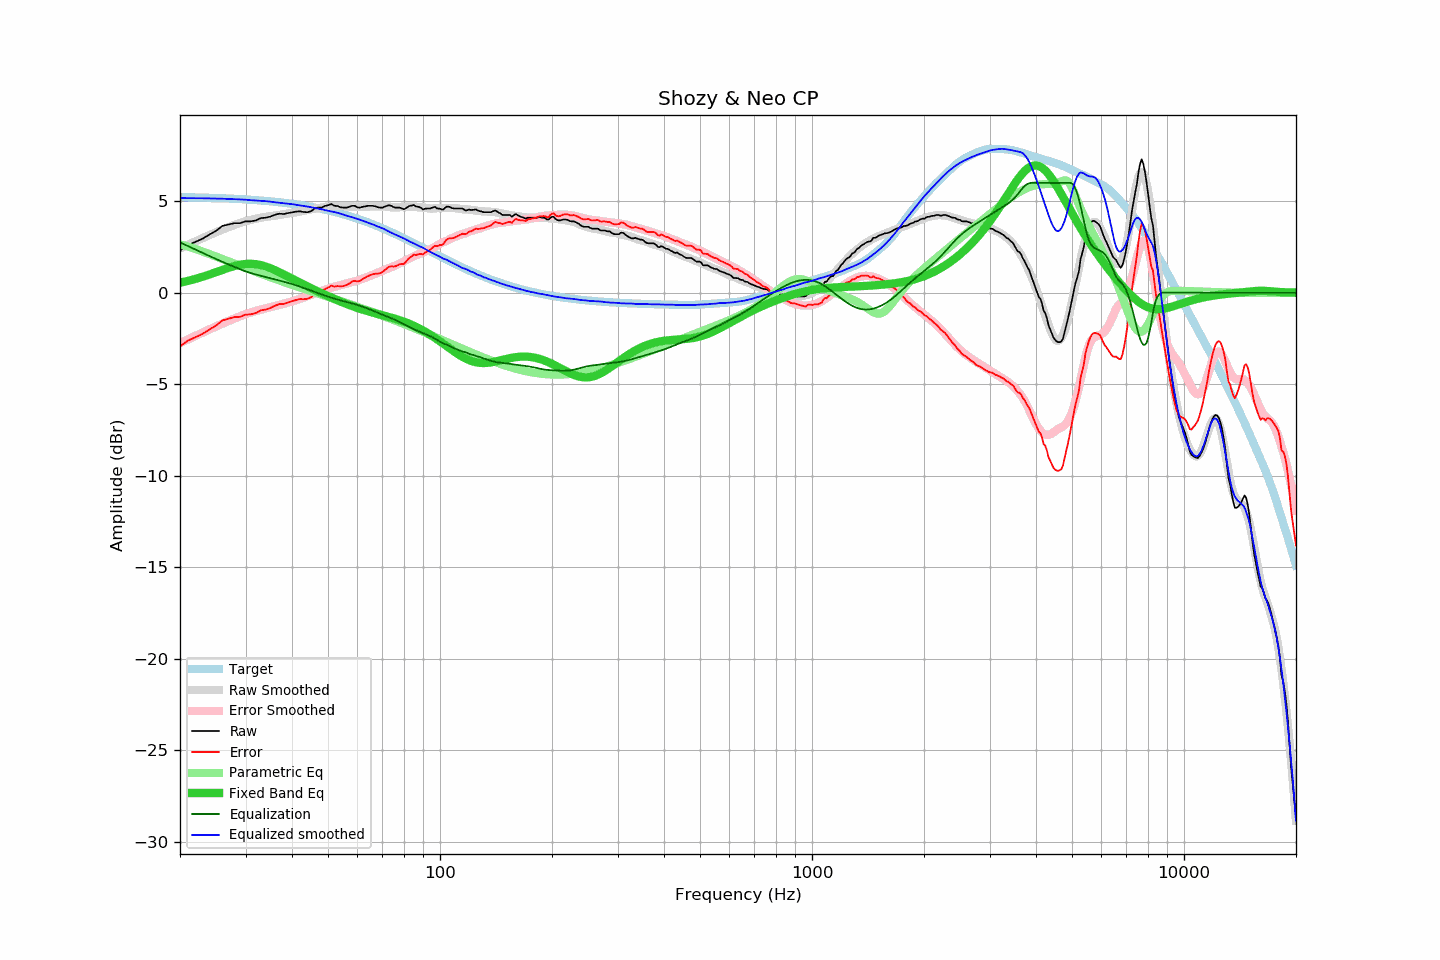 Shozy & Neo CP
Amplitude (dBr)
5
0
−5
−10
−15
−20
−25
−30
Target
Raw Smoothed
Error Smoothed
Raw
Error
Parametric Eq
Fixed Band Eq
Equalization
Equalized smoothed
100
1000
10000
Frequency (Hz)